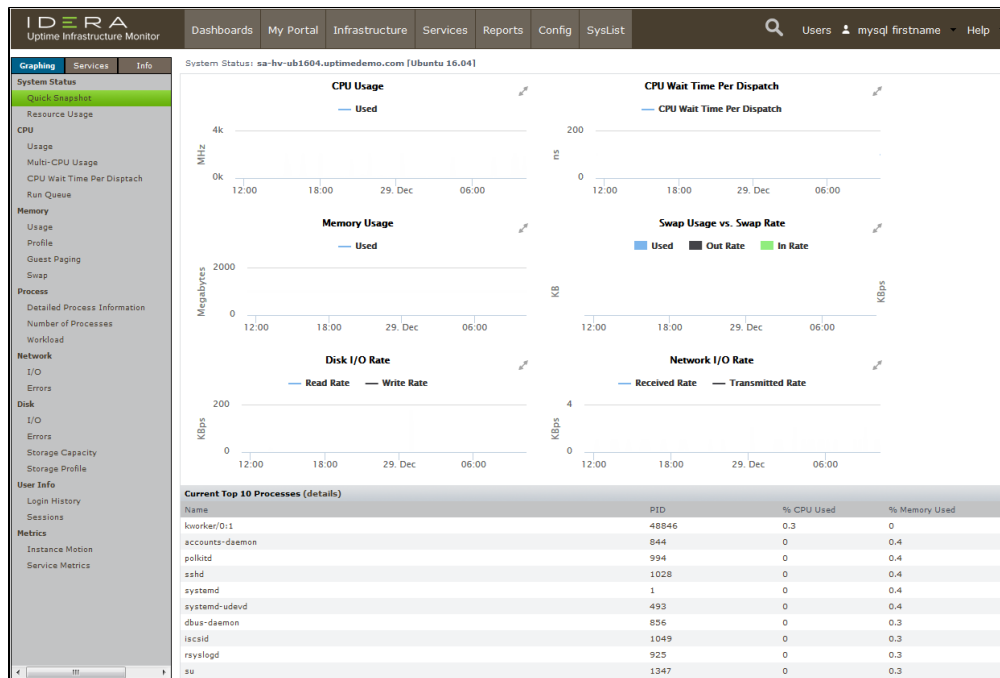 IDERA
Uptime Infrastructure Monitor
Dashboards My Portal Infrastructure Services Reports Config SysList Users mysql firstname Help
Graphing Services Info
System Status
Quick Snapshot
Resource Usage
CPU
Usage
Multi-CPU Usage
CPU Wait Time Per Disptach
Run Queue
Memory
Usage
Profile
Guest Paging
Swap
Process
Detailed Process Information
Number of Processes
Workload
Network
I/O
Errors
Disk
I/O
Errors
Storage Capacity
Storage Profile
User Info
Login History
Sessions
Metrics
Instance Motion
Service Metrics
System Status: sa-hv-ub1604.uptimedemo.com [Ubuntu 16.04]
CPU Usage
Used
4k
MHz
0k
12:00 18:00 29. Dec 06:00
CPU Wait Time Per Dispatch
CPU Wait Time Per Dispatch
200
ns
0
12:00 18:00 29. Dec 06:00
Memory Usage
Used
2000
Megabytes
0
12:00 18:00 29. Dec 06:00
Swap Usage vs. Swap Rate
Used Out Rate In Rate
KB
KBps
12:00 18:00 29. Dec 06:00
Disk I/O Rate
Read Rate Write Rate
200
KBps
0
12:00 18:00 29. Dec 06:00
Network I/O Rate
Received Rate Transmitted Rate
4
KBps
0
12:00 18:00 29. Dec 06:00
Current Top 10 Processes (details)
Name PID % CPU Used % Memory Used
kworker/0:1 48846 0.3 0
accounts-daemon 844 0 0.4
polkitd 994 0 0.4
sshd 1028 0 0.4
systemd 1 0 0.4
systemd-udevd 493 0 0.4
dbus-daemon 856 0 0.3
iscsid 1049 0 0.3
rsyslogd 925 0 0.3
su 1347 0 0.3